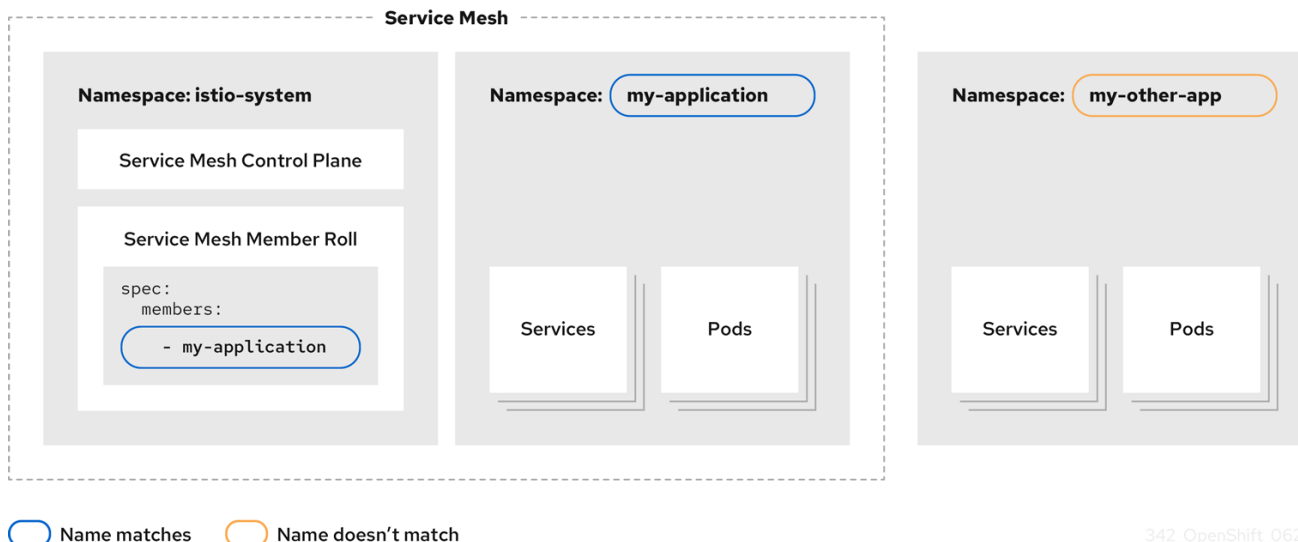 Service Mesh
Namespace: istio-system
Service Mesh Control Plane
Service Mesh Member Roll
spec:
members:
- my-application
Namespace: my-application
Services
Pods
Namespace: my-other-app
Services
Pods
Name matches
Name doesn’t match
342 OpenShift 062